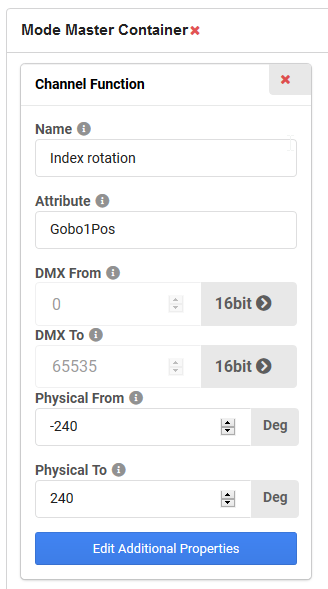 Mode Master Container
Channel Function
Name
Index rotation
Attribute
Gobo1Pos
DMX From
0 16bit
DMX To
65535 16bit
Physical From
-240 Deg
Physical To
240 Deg
Edit Additional Properties